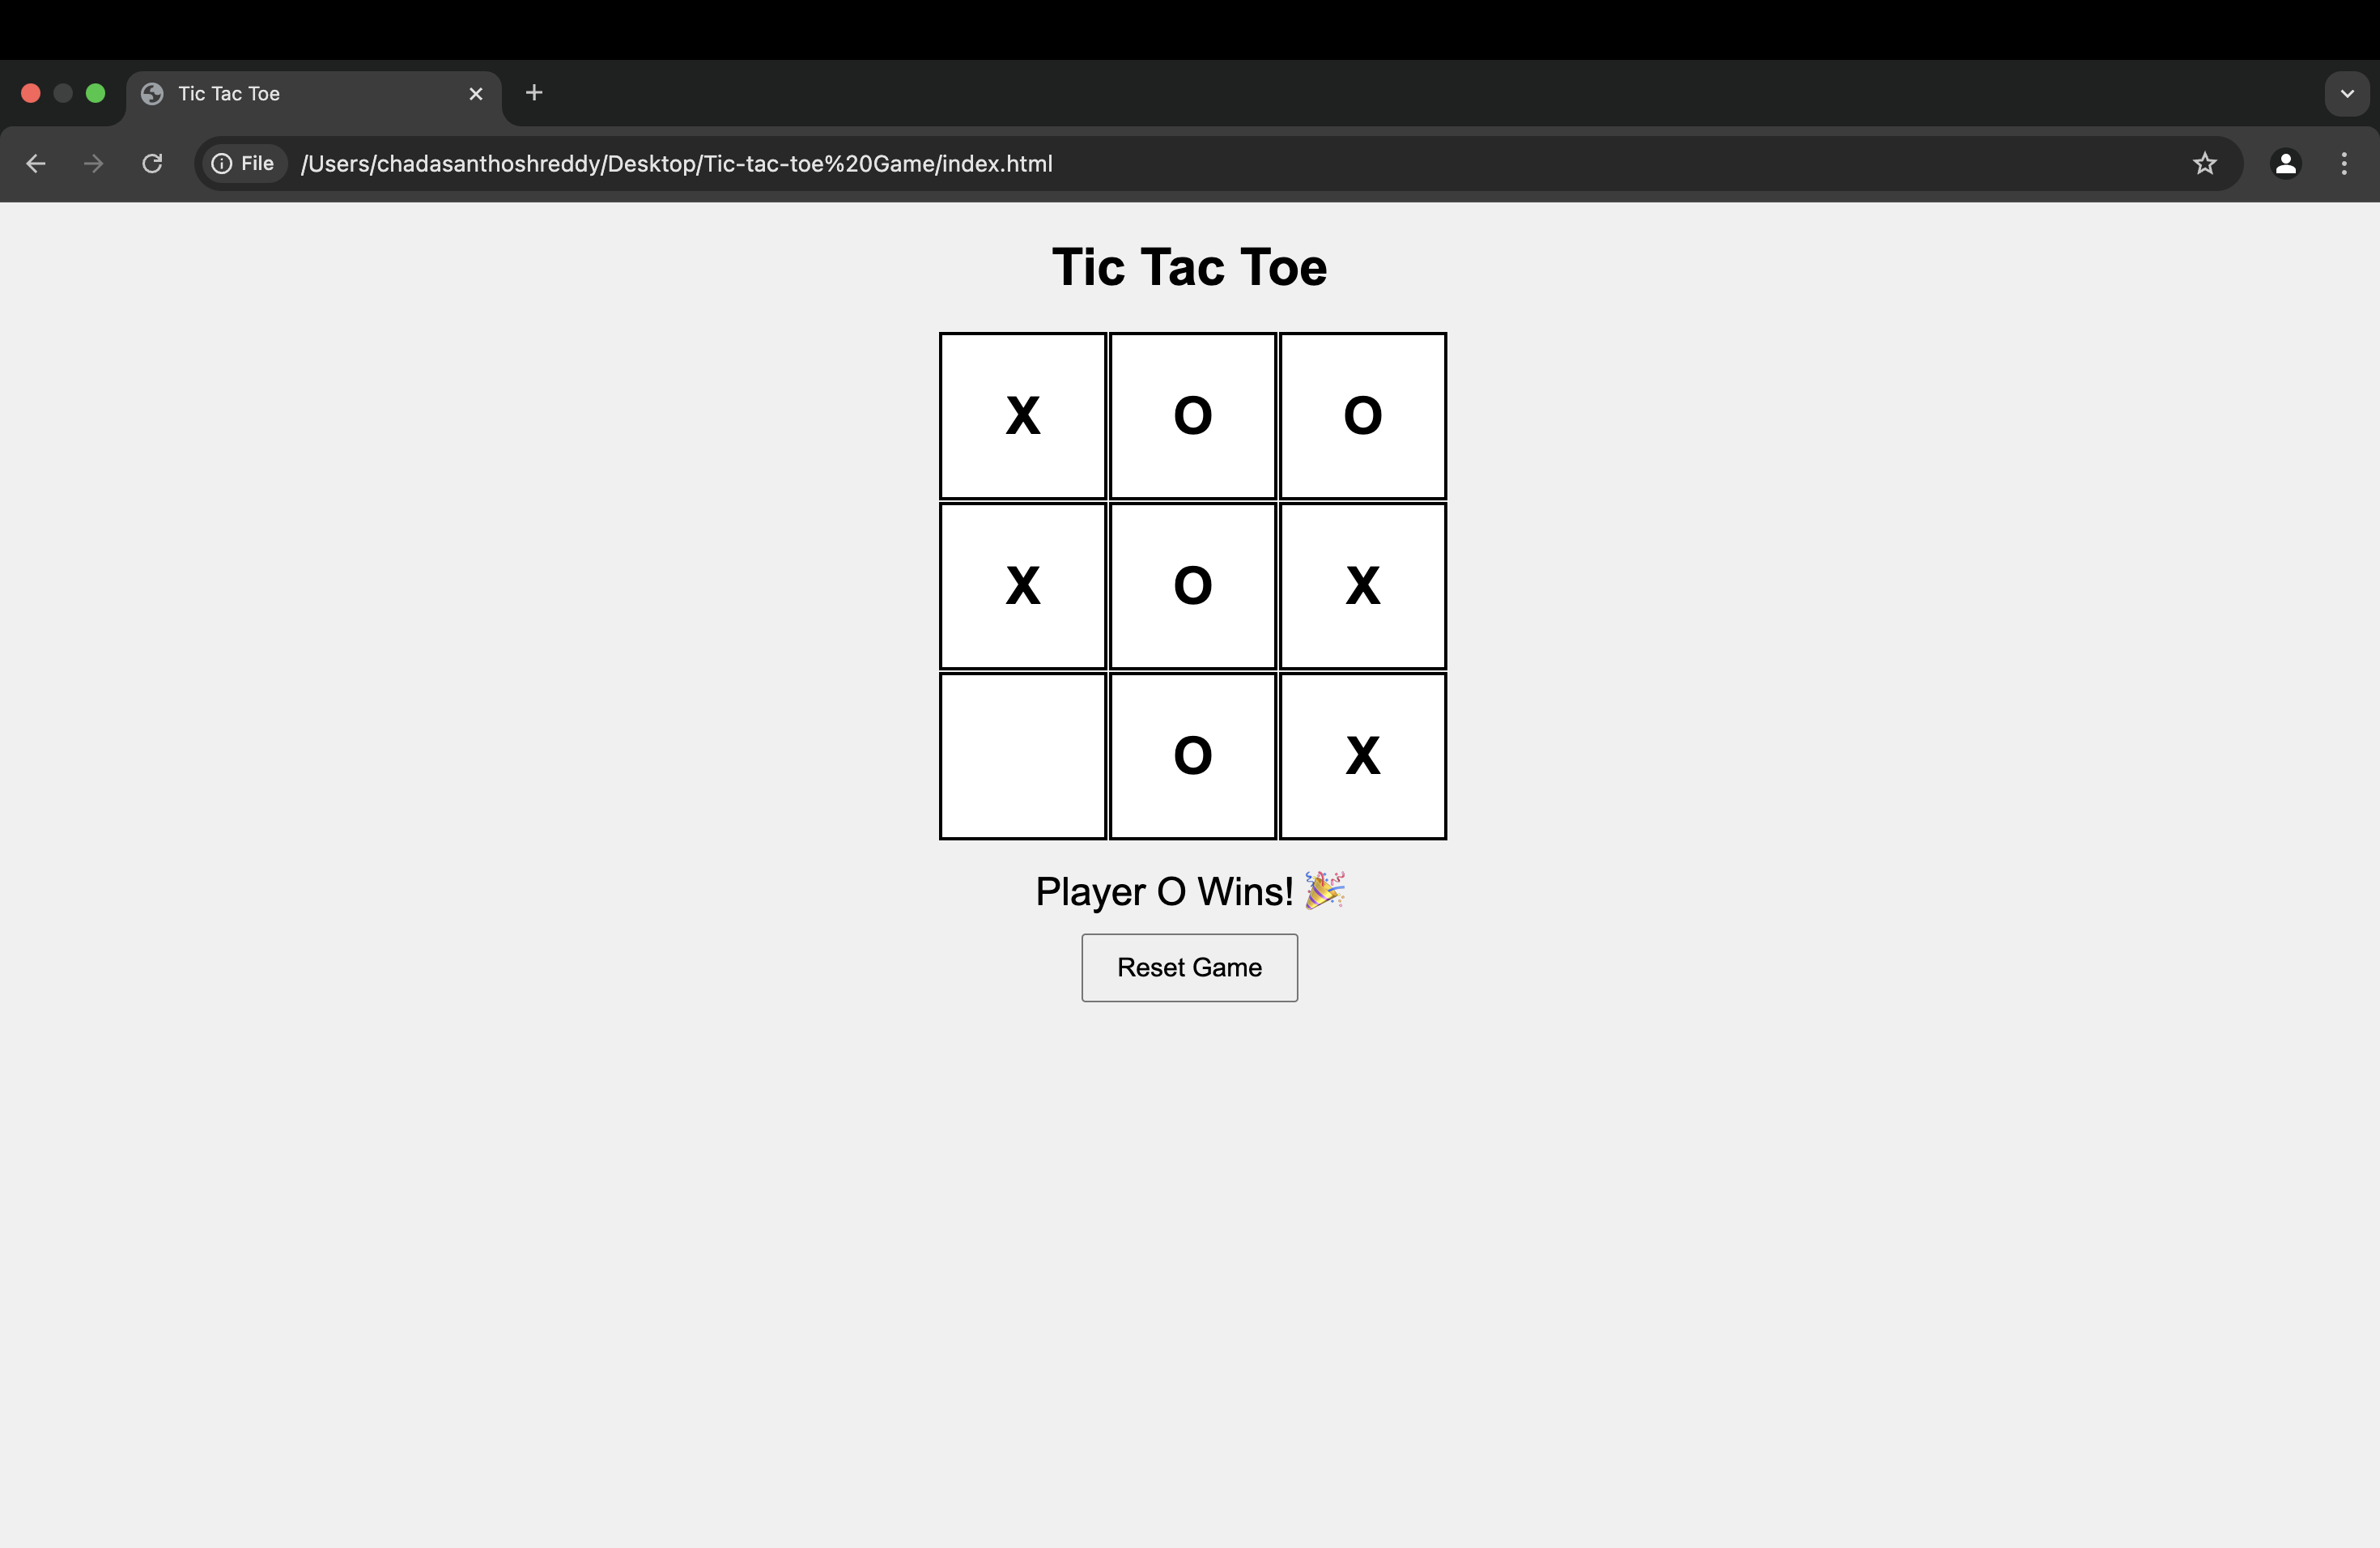 Tic Tac Toe
File /Users/chadasanthoshreddy/Desktop/Tic-tac-toe%20Game/index.html
Tic Tac Toe
X O O
X O X
O X
Player O Wins! 🎉
Reset Game